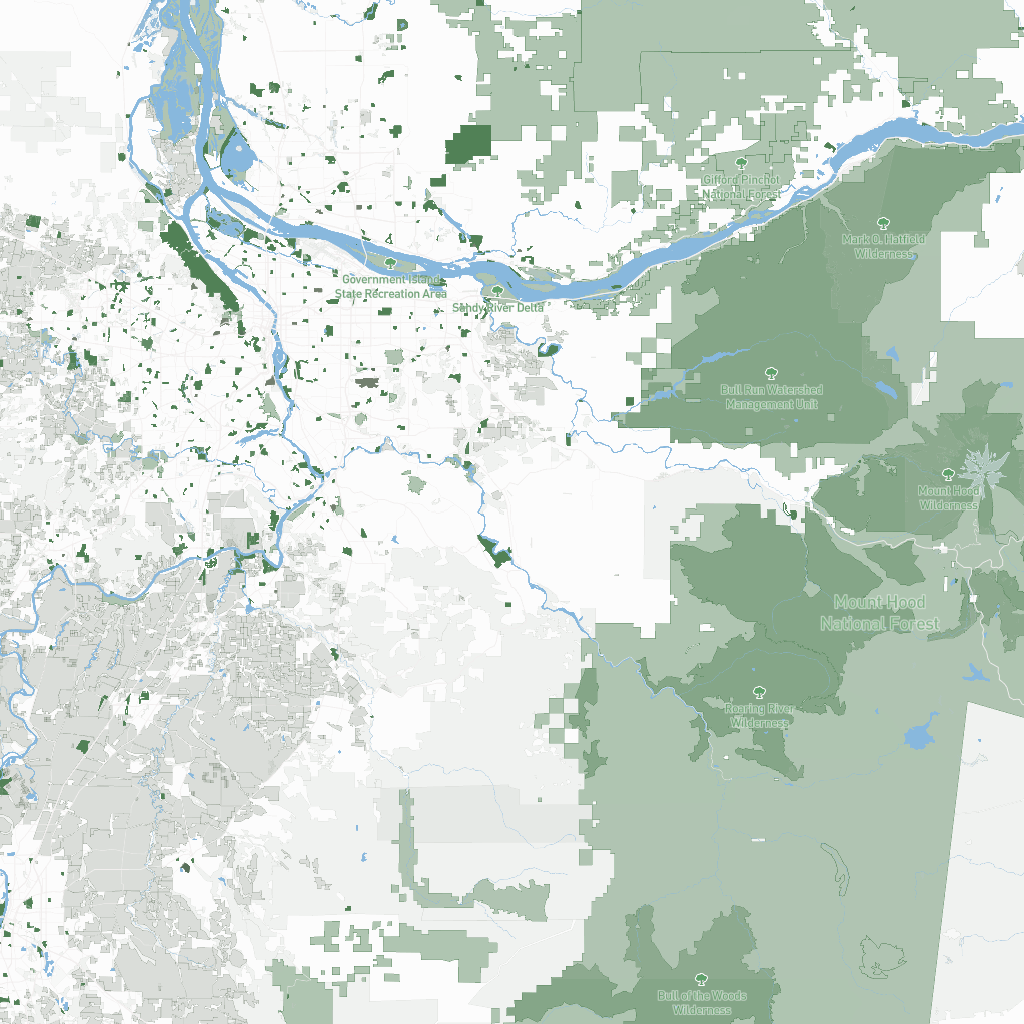 Gifford Pinchot
National Forest
Mark O. Hatfield
Wilderness
Government Island
State Recreation Area
Sandy River Delta
Bull Run Watershed
Management Unit
Mount Hood
Wilderness
Mount Hood
National Forest
Roaring River
Wilderness
Bull of the Woods
Wilderness